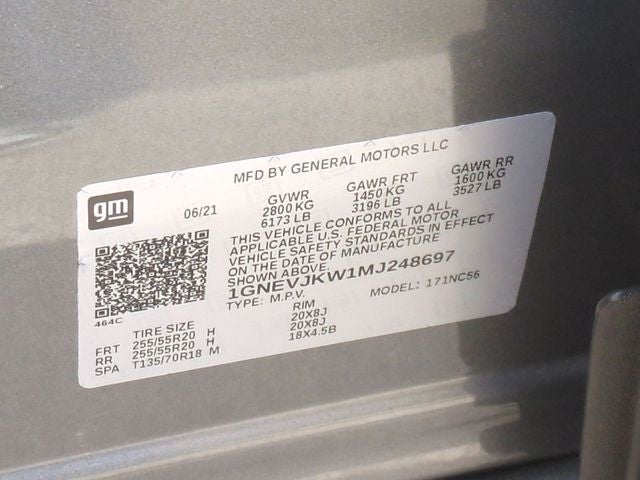 MFD BY GENERAL MOTORS LLC
gm
06/21
GVWR GAWR FRT GAWR RR
2800 KG 1450 KG 1600 KG
6173 LB 3196 LB 3527 LB
THIS VEHICLE CONFORMS TO ALL
APPLICABLE U.S. FEDERAL MOTOR
VEHICLE SAFETY STANDARDS IN EFFECT
ON THE DATE OF MANUFACTURE
SHOWN ABOVE.
1GNEVJKW1MJ248697
TYPE: M.P.V. MODEL: 171NC56
464C
TIRE SIZE RIM
FRT 255/55R20 H 20X8J
RR 255/55R20 H 20X8J
SPA T135/70R18 M 18X4.5B